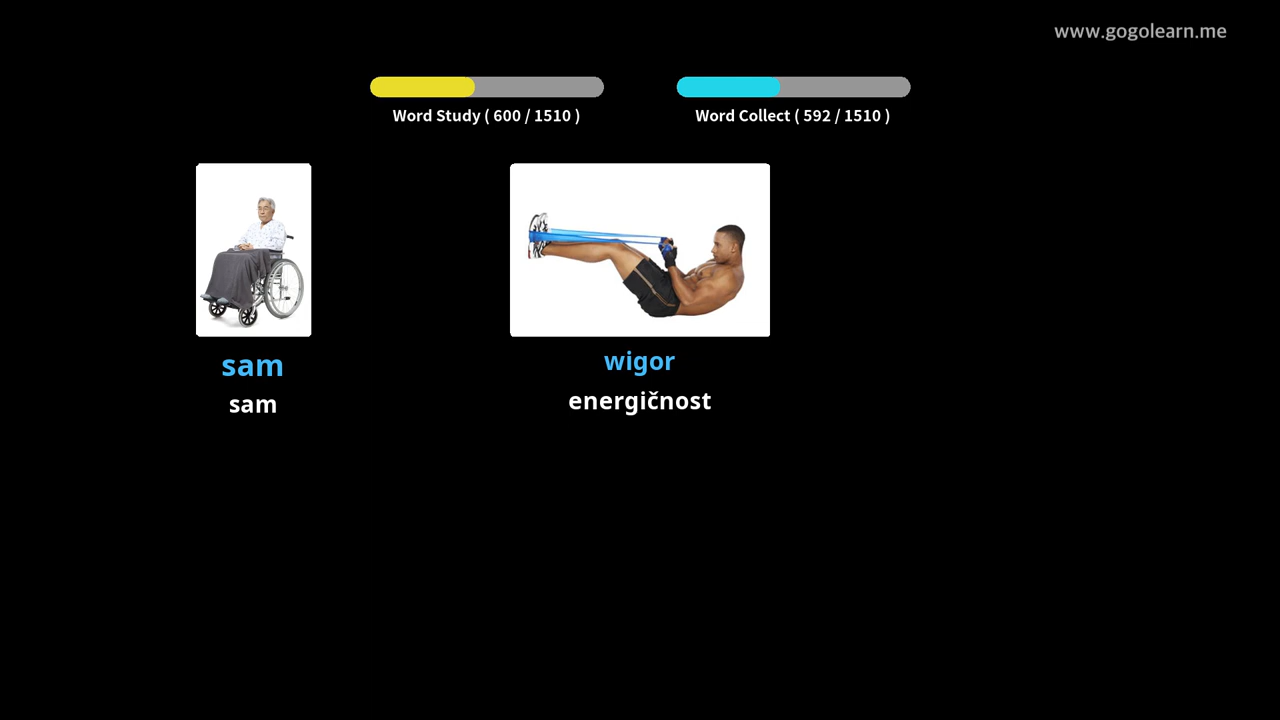 www.gogolearn.me
Word Study ( 600 / 1510 )
Word Collect ( 592 / 1510 )
sam
sam
wigor
energičnost